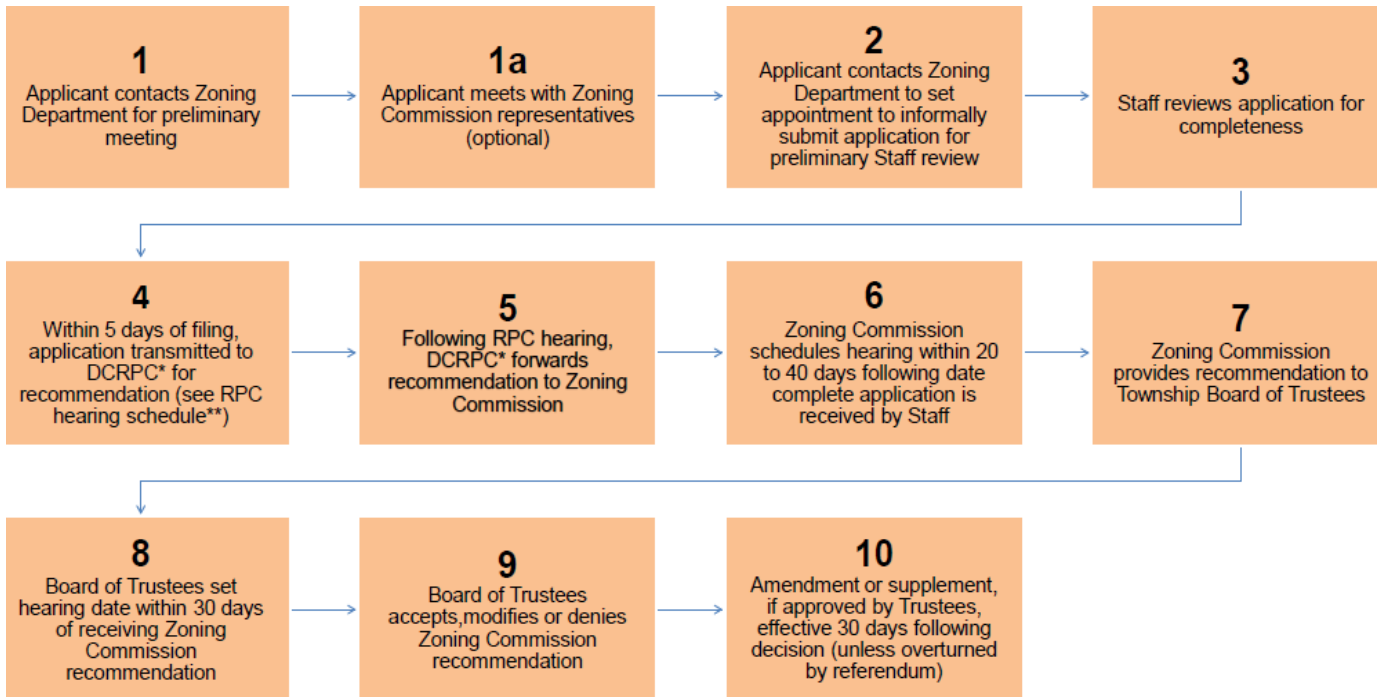 1
Applicant contacts Zoning
Department for preliminary
meeting
1a
Applicant meets with Zoning
Commission representatives
(optional)
2
Applicant contacts Zoning
Department to set
appointment to informally
submit application for
preliminary Staff review
3
Staff reviews application for
completeness
4
Within 5 days of filing,
application transmitted to
DCRPC* for
recommendation (see RPC
hearing schedule**)
5
Following RPC hearing,
DCRPC* forwards
recommendation to Zoning
Commission
6
Zoning Commission
schedules hearing within 20
to 40 days following date
complete application is
received by Staff
7
Zoning Commission
provides recommendation to
Township Board of Trustees
8
Board of Trustees set
hearing date within 30 days
of receiving Zoning
Commission
recommendation
9
Board of Trustees
accepts,modifies or denies
Zoning Commission
recommendation
10
Amendment or supplement,
if approved by Trustees,
effective 30 days following
decision (unless overturned
by referendum)